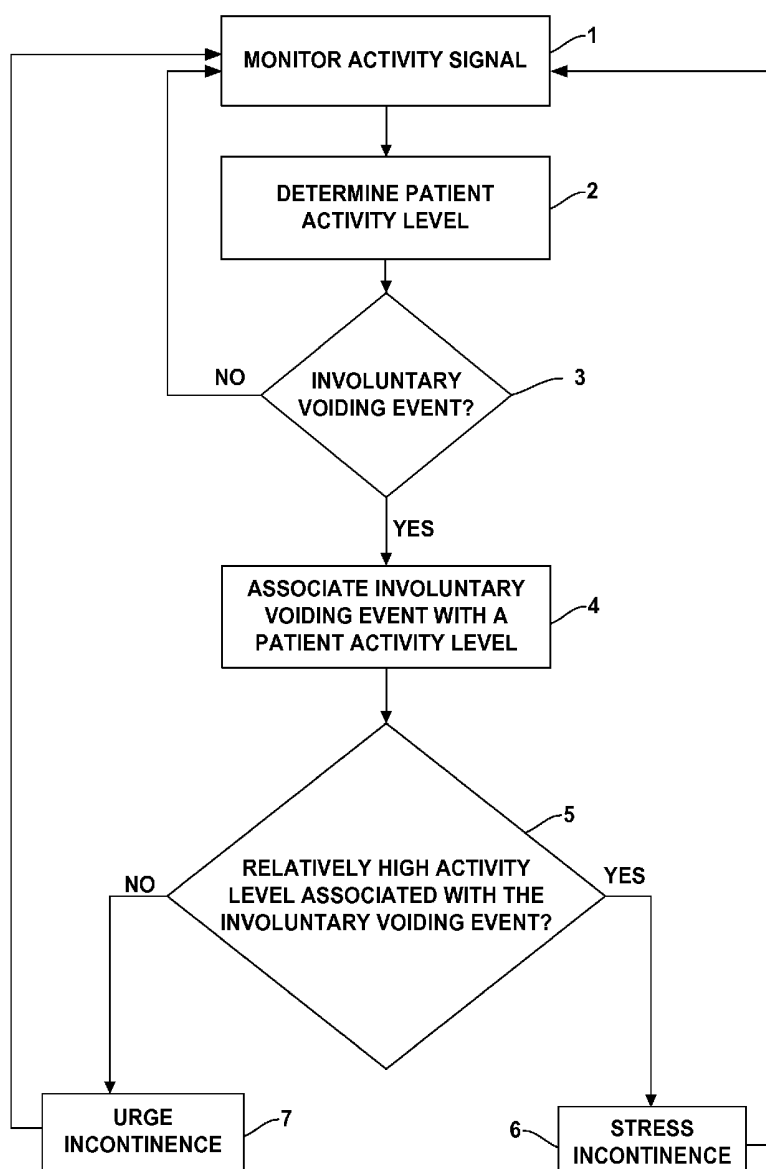 MONITOR ACTIVITY SIGNAL
1
DETERMINE PATIENT
ACTIVITY LEVEL
2
NO
INVOLUNTARY
VOIDING EVENT?
3
YES
ASSOCIATE INVOLUNTARY
VOIDING EVENT WITH A
PATIENT ACTIVITY LEVEL
4
5
NO
RELATIVELY HIGH ACTIVITY
LEVEL ASSOCIATED WITH THE
INVOLUNTARY VOIDING EVENT?
YES
URGE
INCONTINENCE
7
6
STRESS
INCONTINENCE